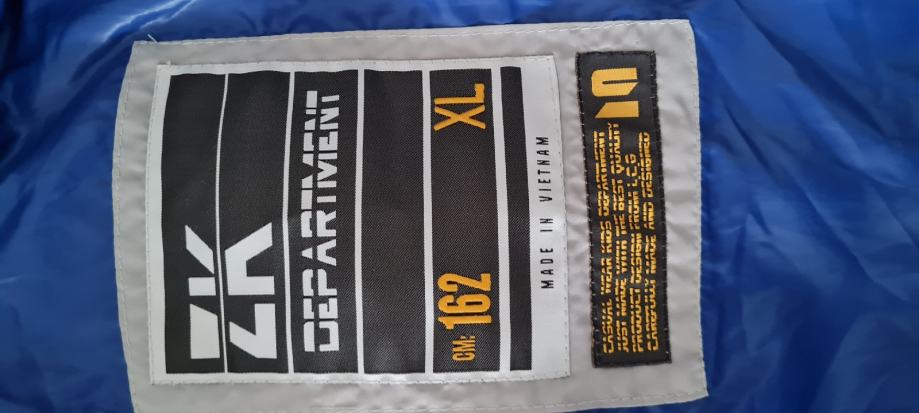 ZK
DEPARTMENT
CM: 162 XL
MADE IN VIETNAM
CASUAL WEAR KIDS DEPARTMENT
JUST MADE WITH THE BEST QUALITY
PRODUCT DESIGN FROM L.C.G
CAREFULLY MADE AND DESIGNED